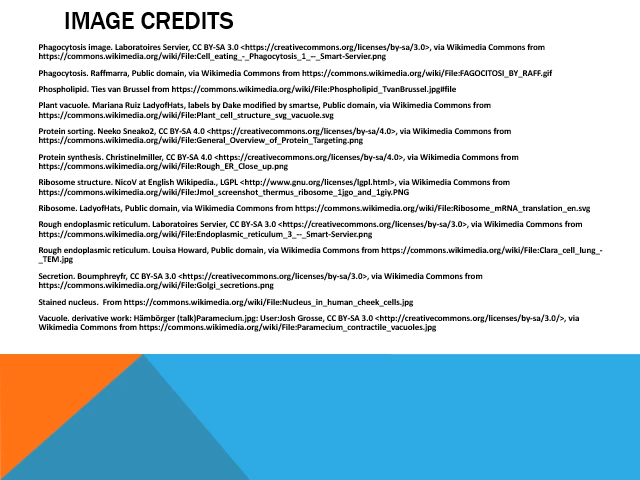 IMAGE CREDITS
Phagocytosis image. Laboratoires Servier, CC BY-SA 3.0 <https://creativecommons.org/licenses/by-sa/3.0>, via Wikimedia Commons from
https://commons.wikimedia.org/wiki/File:Cell_eating_-_Phagocytosis_1_--_Smart-Servier.png
Phagocytosis. Raffmarra, Public domain, via Wikimedia Commons from https://commons.wikimedia.org/wiki/File:FAGOCITOSI_BY_RAFF.gif
Phospholipid. Ties van Brussel from https://commons.wikimedia.org/wiki/File:Phospholipid_TvanBrussel.jpg#file
Plant vacuole. Mariana Ruiz LadyofHats, labels by Dake modified by smartse, Public domain, via Wikimedia Commons from
https://commons.wikimedia.org/wiki/File:Plant_cell_structure_svg_vacuole.svg
Protein sorting. Neeko Sneako2, CC BY-SA 4.0 <https://creativecommons.org/licenses/by-sa/4.0>, via Wikimedia Commons from
https://commons.wikimedia.org/wiki/File:General_Overview_of_Protein_Targeting.png
Protein synthesis. Christinelmiller, CC BY-SA 4.0 <https://creativecommons.org/licenses/by-sa/4.0>, via Wikimedia Commons from
https://commons.wikimedia.org/wiki/File:Rough_ER_Close_up.png
Ribosome structure. NicoV at English Wikipedia., LGPL <http://www.gnu.org/licenses/lgpl.html>, via Wikimedia Commons from
https://commons.wikimedia.org/wiki/File:Jmol_screenshot_thermus_ribosome_1jgo_and_1giy.PNG
Ribosome. LadyofHats, Public domain, via Wikimedia Commons from https://commons.wikimedia.org/wiki/File:Ribosome_mRNA_translation_en.svg
Rough endoplasmic reticulum. Laboratoires Servier, CC BY-SA 3.0 <https://creativecommons.org/licenses/by-sa/3.0>, via Wikimedia Commons from
https://commons.wikimedia.org/wiki/File:Endoplasmic_reticulum_3_--_Smart-Servier.png
Rough endoplasmic reticulum. Louisa Howard, Public domain, via Wikimedia Commons from https://commons.wikimedia.org/wiki/File:Clara_cell_lung_-
_TEM.jpg
Secretion. Boumphreyfr, CC BY-SA 3.0 <https://creativecommons.org/licenses/by-sa/3.0>, via Wikimedia Commons from
https://commons.wikimedia.org/wiki/File:Golgi_secretions.png
Stained nucleus. From https://commons.wikimedia.org/wiki/File:Nucleus_in_human_cheek_cells.jpg
Vacuole. derivative work: Hämbörger (talk)Paramecium.jpg: User:Josh Grosse, CC BY-SA 3.0 <http://creativecommons.org/licenses/by-sa/3.0/>, via
Wikimedia Commons from https://commons.wikimedia.org/wiki/File:Paramecium_contractile_vacuoles.jpg